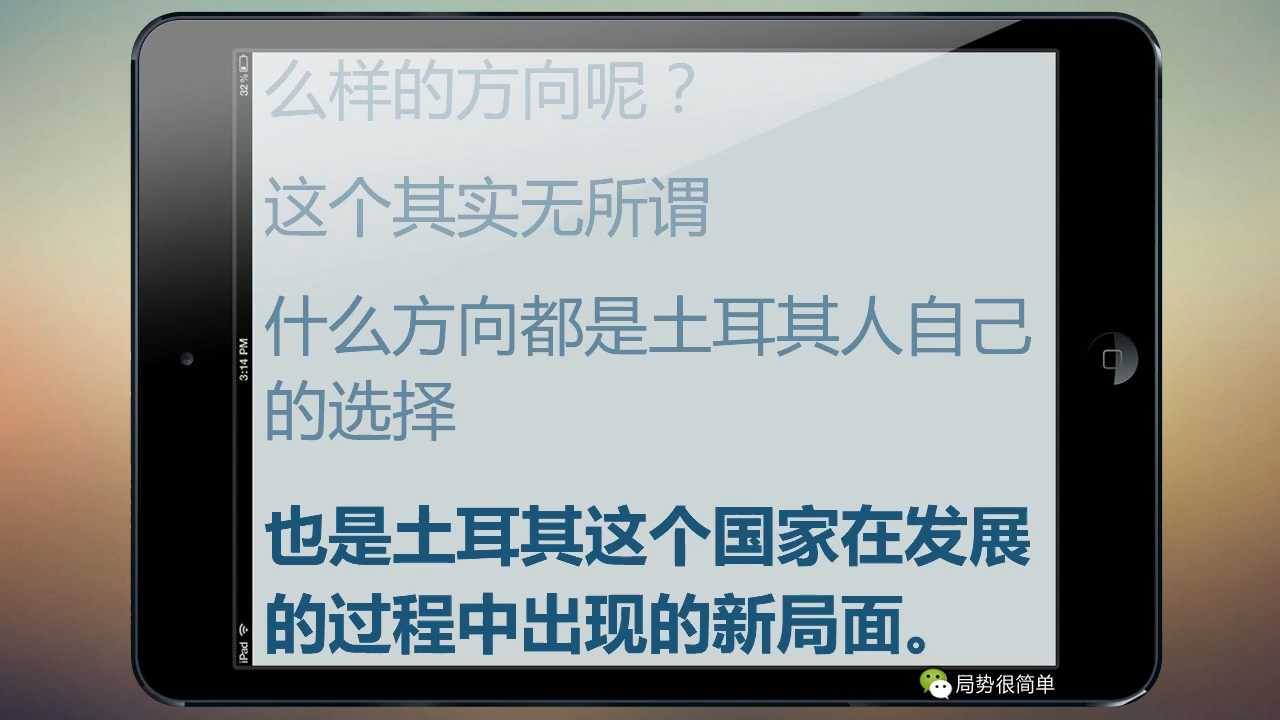 么样的方向呢？
这个其实无所谓
什么方向都是土耳其人自己
的选择
也是土耳其这个国家在发展
的过程中出现的新局面。
32%
3:14 PM
iPad
局势很简单